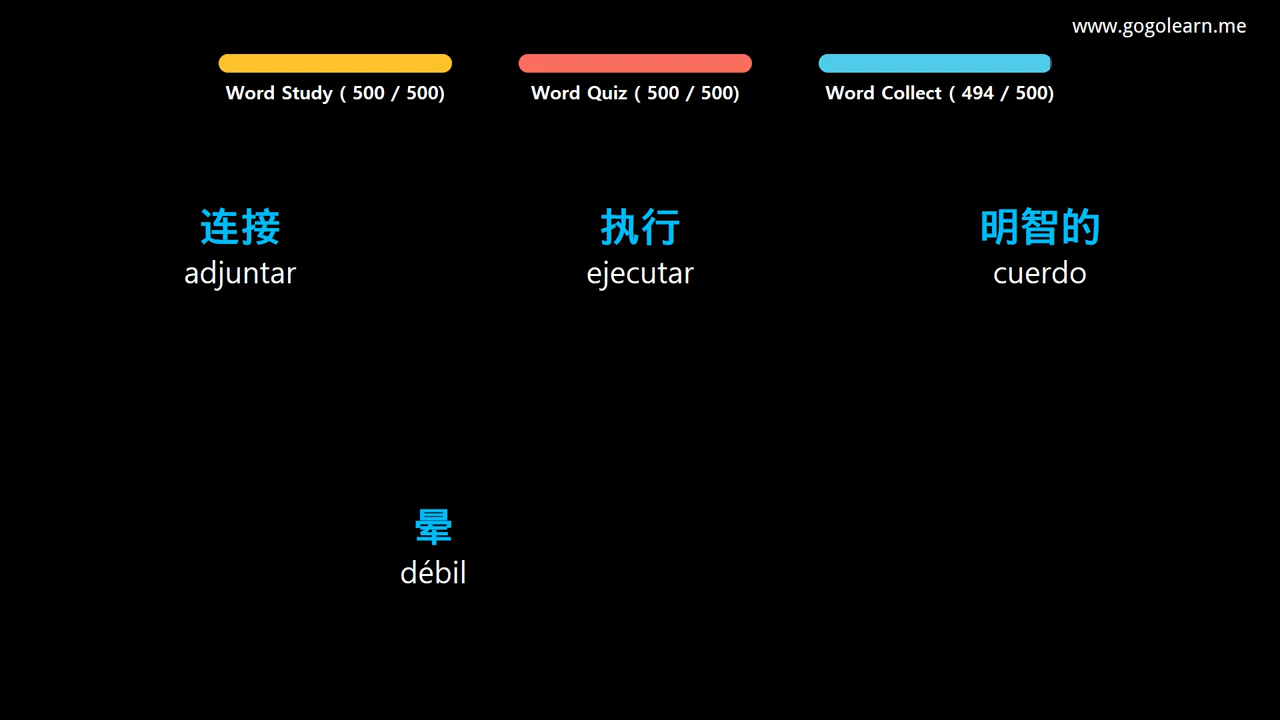 www.gogolearn.me
Word Study ( 500 / 500)
Word Quiz ( 500 / 500)
Word Collect ( 494 / 500)
连接
adjuntar
执行
ejecutar
明智的
cuerdo
晕
débil